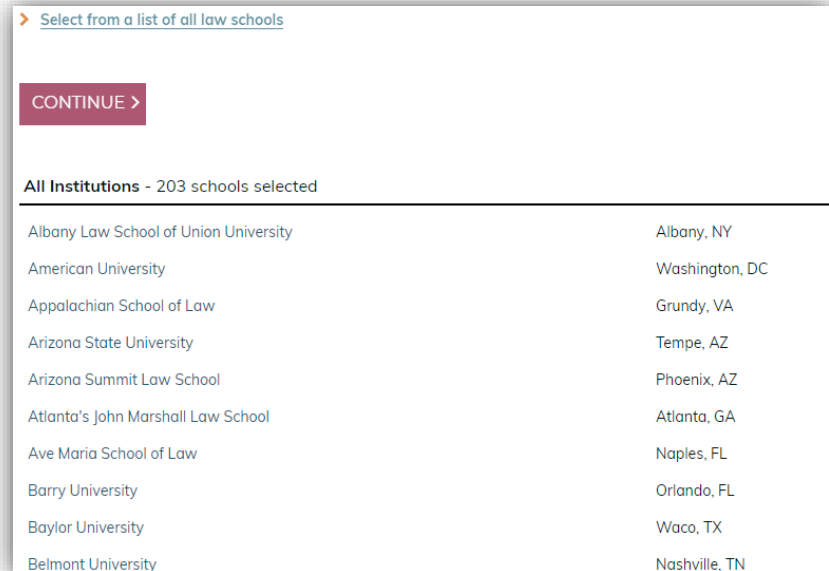 Select from a list of all law schools
CONTINUE >
All Institutions - 203 schools selected
Albany Law School of Union University Albany, NY
American University Washington, DC
Appalachian School of Law Grundy, VA
Arizona State University Tempe, AZ
Arizona Summit Law School Phoenix, AZ
Atlanta's John Marshall Law School Atlanta, GA
Ave Maria School of Law Naples, FL
Barry University Orlando, FL
Baylor University Waco, TX
Belmont University Nashville, TN